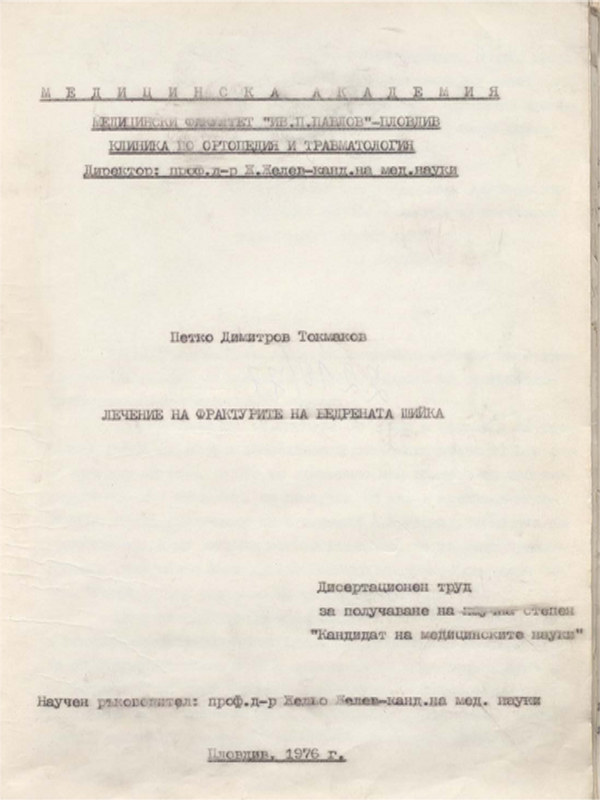 МЕДИЦИНСКА АКАДЕМИЯ
МЕДИЦИНСКИ ФАКУЛТЕТ "ИВ.П.ПАВЛОВ"-ПЛОВДИВ
КЛИНИКА ПО ОРТОПЕДИЯ И ТРАВМАТОЛОГИЯ
Директор: проф.д-р Ж.Желев-канд.на мед.науки
Петко Димитров Токмаков
ЛЕЧЕНИЕ НА ФРАКТУРИТЕ НА БЕДРЕНАТА ШИЙКА
Дисертационен труд
за получаване на научна степен
"Кандидат на медицинските науки"
Научен ръководител: проф.д-р Желью Желев-канд.на мед. науки
Пловдив, 1976 г.